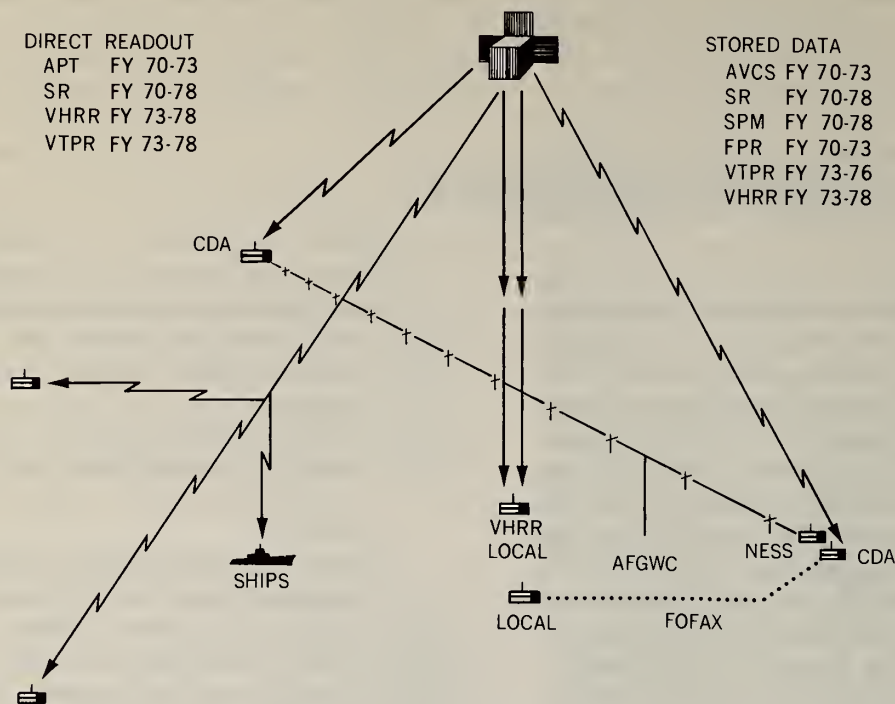 DIRECT READOUT
APT FY 70-73
SR FY 70-78
VHRR FY 73-78
VTPR FY 73-78
STORED DATA
AVCS FY 70-73
SR FY 70-78
SPM FY 70-78
FPR FY 70-73
VTPR FY 73-76
VHRR FY 73-78
CDA
SHIPS
VHRR
LOCAL
AFGWC
NESS
CDA
LOCAL
FOFAX